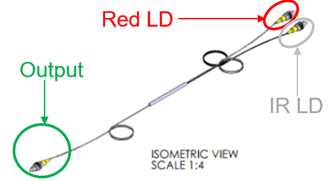 Red LD
Output
IR LD
ISOMETRIC VIEW
SCALE 1:4